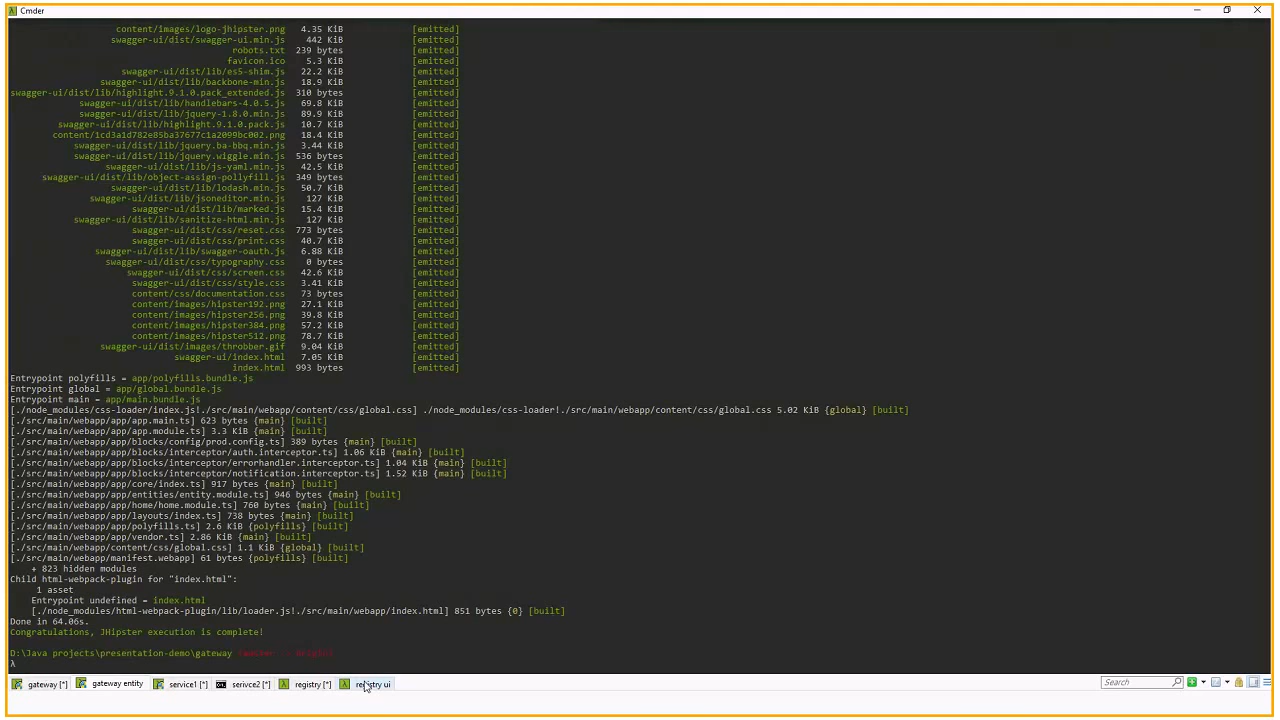 Cmder
content/images/logo-jhipster.png 4.35 KiB [emitted]
swagger-ui/dist/swagger-ui.min.js 442 KiB [emitted]
robots.txt 239 bytes [emitted]
favicon.ico 5.3 KiB [emitted]
swagger-ui/dist/lib/es5-shim.js 22.2 KiB [emitted]
swagger-ui/dist/lib/backbone-min.js 18.9 KiB [emitted]
swagger-ui/dist/lib/highlight.9.1.0.pack_extended.js 310 bytes [emitted]
swagger-ui/dist/lib/handlebars-4.0.5.js 69.8 KiB [emitted]
swagger-ui/dist/lib/jquery-1.8.0.min.js 89.9 KiB [emitted]
swagger-ui/dist/lib/highlight.9.1.0.pack.js 10.7 KiB [emitted]
content/1cd3a1d782e85ba37677c1a2099bc002.png 18.4 KiB [emitted]
swagger-ui/dist/lib/jquery.ba-bbq.min.js 3.44 KiB [emitted]
swagger-ui/dist/lib/jquery.wiggle.min.js 536 bytes [emitted]
swagger-ui/dist/lib/js-yaml.min.js 42.5 KiB [emitted]
swagger-ui/dist/lib/object-assign-pollyfill.js 349 bytes [emitted]
swagger-ui/dist/lib/lodash.min.js 50.7 KiB [emitted]
swagger-ui/dist/lib/jsoneditor.min.js 127 KiB [emitted]
swagger-ui/dist/lib/marked.js 15.4 KiB [emitted]
swagger-ui/dist/lib/sanitize-html.min.js 127 KiB [emitted]
swagger-ui/dist/css/reset.css 773 bytes [emitted]
swagger-ui/dist/css/print.css 40.7 KiB [emitted]
swagger-ui/dist/lib/swagger-oauth.js 6.88 KiB [emitted]
swagger-ui/dist/css/typography.css 0 bytes [emitted]
swagger-ui/dist/css/screen.css 42.6 KiB [emitted]
swagger-ui/dist/css/style.css 3.41 KiB [emitted]
content/css/documentation.css 73 bytes [emitted]
content/images/hipster192.png 27.1 KiB [emitted]
content/images/hipster256.png 39.8 KiB [emitted]
content/images/hipster384.png 57.2 KiB [emitted]
content/images/hipster512.png 78.7 KiB [emitted]
swagger-ui/dist/images/throbber.gif 9.04 KiB [emitted]
swagger-ui/index.html 7.05 KiB [emitted]
index.html 993 bytes [emitted]
Entrypoint polyfills = app/polyfills.bundle.js
Entrypoint global = app/global.bundle.js
Entrypoint main = app/main.bundle.js
[./node_modules/css-loader/index.js!./src/main/webapp/content/css/global.css] ./node_modules/css-loader!./src/main/webapp/content/css/global.css 5.02 KiB {global} [built]
[./src/main/webapp/app/app.main.ts] 623 bytes {main} [built]
[./src/main/webapp/app/app.module.ts] 3.3 KiB {main} [built]
[./src/main/webapp/app/blocks/config/prod.config.ts] 389 bytes {main} [built]
[./src/main/webapp/app/blocks/interceptor/auth.interceptor.ts] 1.06 KiB {main} [built]
[./src/main/webapp/app/blocks/interceptor/errorhandler.interceptor.ts] 1.04 KiB {main} [built]
[./src/main/webapp/app/blocks/interceptor/notification.interceptor.ts] 1.52 KiB {main} [built]
[./src/main/webapp/app/core/index.ts] 917 bytes {main} [built]
[./src/main/webapp/app/entities/entity.module.ts] 946 bytes {main} [built]
[./src/main/webapp/app/home/home.module.ts] 760 bytes {main} [built]
[./src/main/webapp/app/layouts/index.ts] 738 bytes {main} [built]
[./src/main/webapp/app/polyfills.ts] 2.6 KiB {polyfills} [built]
[./src/main/webapp/app/vendor.ts] 2.86 KiB {main} [built]
[./src/main/webapp/content/css/global.css] 1.1 KiB {global} [built]
[./src/main/webapp/manifest.webapp] 61 bytes {polyfills} [built]
+ 823 hidden modules
Child html-webpack-plugin for "index.html":
1 asset
Entrypoint undefined = index.html
[./node_modules/html-webpack-plugin/lib/loader.js!./src/main/webapp/index.html] 851 bytes {0} [built]
Done in 64.06s.
Congratulations, JHipster execution is complete!
D:\Java projects\presentation-demo\gateway
λ
gateway [*] gateway entity service1 [*] serivce2 [*] registry [*] registry ui Search